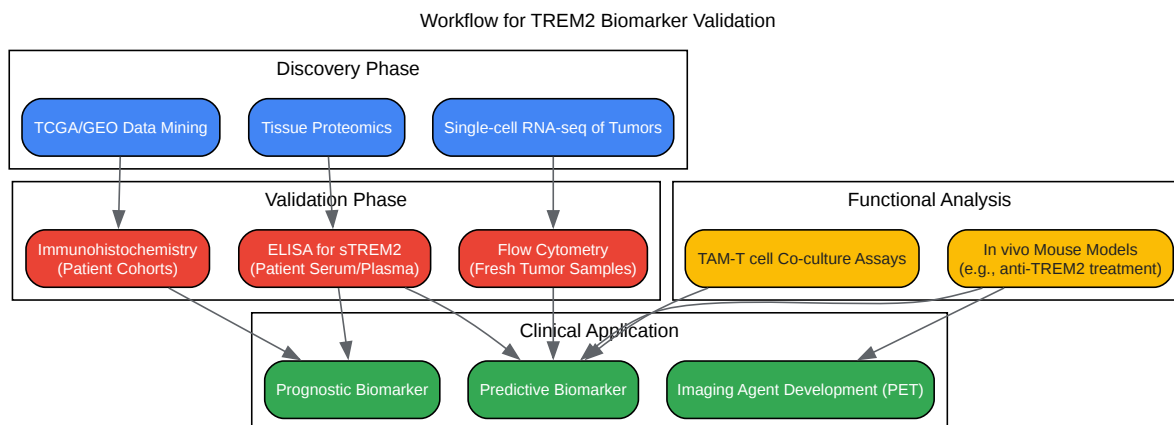 Workflow for TREM2 Biomarker Validation
Discovery Phase
TCGA/GEO Data Mining
Tissue Proteomics
Single-cell RNA-seq of Tumors
Validation Phase
Immunohistochemistry
(Patient Cohorts)
ELISA for sTREM2
(Patient Serum/Plasma)
Flow Cytometry
(Fresh Tumor Samples)
Functional Analysis
TAM-T cell Co-culture Assays
In vivo Mouse Models
(e.g., anti-TREM2 treatment)
Clinical Application
Prognostic Biomarker
Predictive Biomarker
Imaging Agent Development (PET)